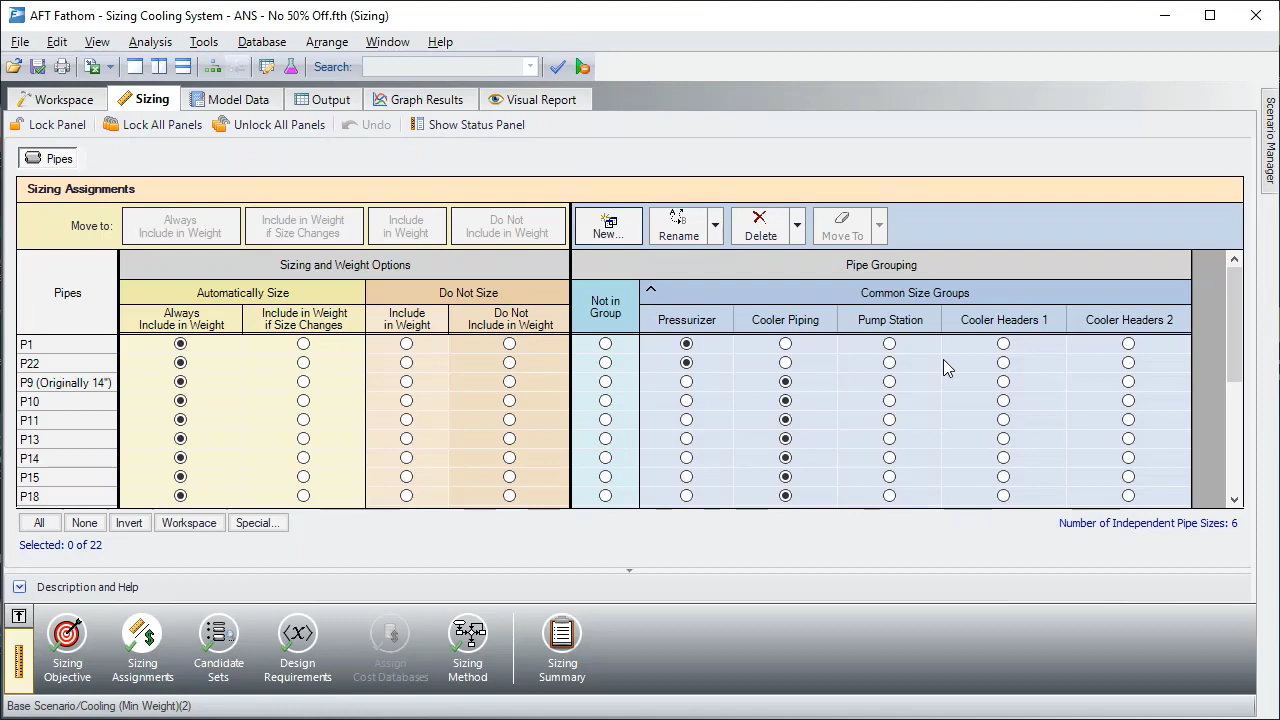 AFT Fathom - Sizing Cooling System - ANS - No 50% Off.fth (Sizing)
File Edit View Analysis Tools Database Arrange Window Help
Search:
Workspace Sizing Model Data Output Graph Results Visual Report
Lock Panel Lock All Panels Unlock All Panels Undo Show Status Panel
Scenario Manager
Pipes
Sizing Assignments
Move to:
Always
Include in Weight
Include in Weight
if Size Changes
Include
in Weight
Do Not
Include in Weight
New... Rename Delete Move To
Pipes
Sizing and Weight Options
Pipe Grouping
Automatically Size
Do Not Size
Not in
Group
Common Size Groups
Always
Include in Weight
Include in Weight
if Size Changes
Include
in Weight
Do Not
Include in Weight
Pressurizer Cooler Piping Pump Station Cooler Headers 1 Cooler Headers 2
P1
P22
P9 (Originally 14")
P10
P11
P13
P14
P15
P18
All None Invert Workspace Special...
Number of Independent Pipe Sizes: 6
Selected: 0 of 22
Description and Help
Sizing
Objective
Sizing
Assignments
Candidate
Sets
Design
Requirements
Assign
Cost Databases
Sizing
Method
Sizing
Summary
Base Scenario/Cooling (Min Weight)(2)